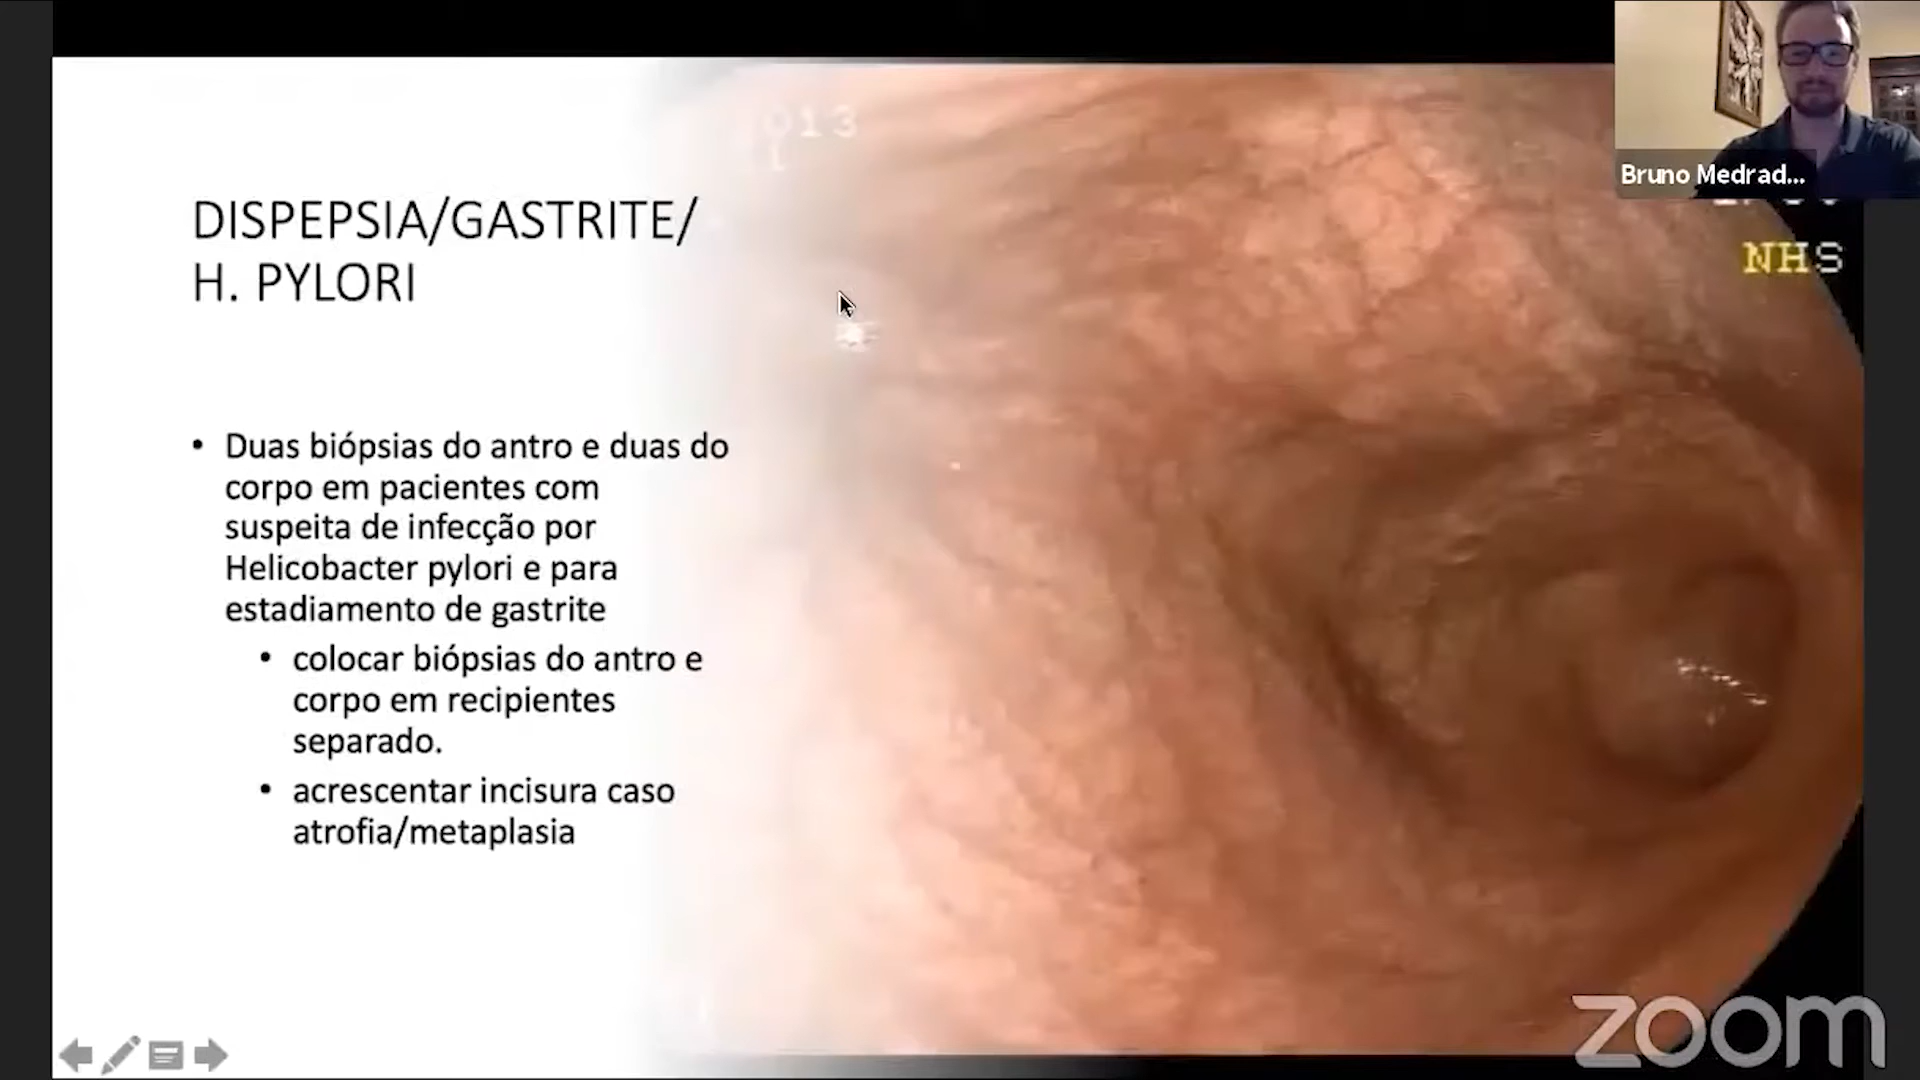 013
1
Bruno Medrad...
NHS
DISPEPSIA/GASTRITE/
H. PYLORI
• Duas biópsias do antro e duas do
corpo em pacientes com
suspeita de infecção por
Helicobacter pylori e para
estadiamento de gastrite
• colocar biópsias do antro e
corpo em recipientes
separado.
• acrescentar incisura caso
atrofia/metaplasia
zoom